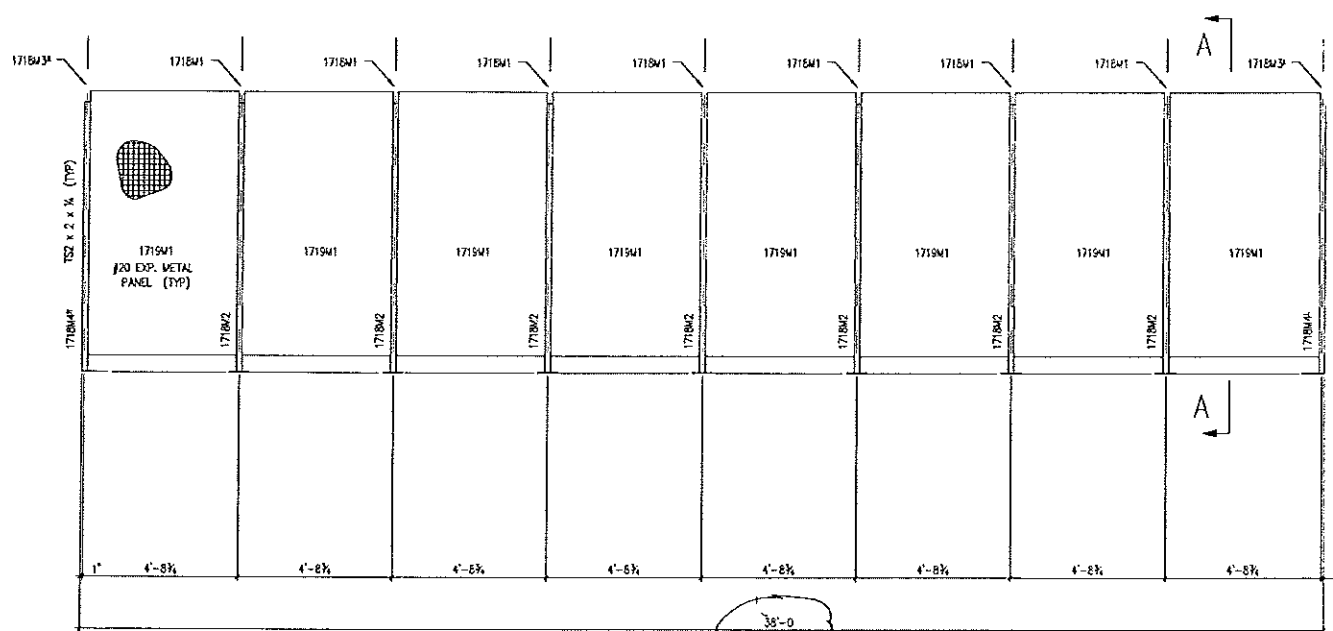 A
1718M3R 1718M1 1718M1 1718M1 1718M1 1718M1 1718M1 1718M1 1718M3L
TS2 x 2 x ¼ (TYP)
1719M1 1719M1 1719M1 1719M1 1719M1 1719M1 1719M1 1719M1
#20 EXP. METAL
PANEL (TYP)
1718M4R 1718M2 1718M2 1718M2 1718M2 1718M2 1718M2 1718M2 1718M4L
A
1" 4'-8¾ 4'-8¾ 4'-8¾ 4'-8¾ 4'-8¾ 4'-8¾ 4'-8¾ 4'-8¾
38'-0